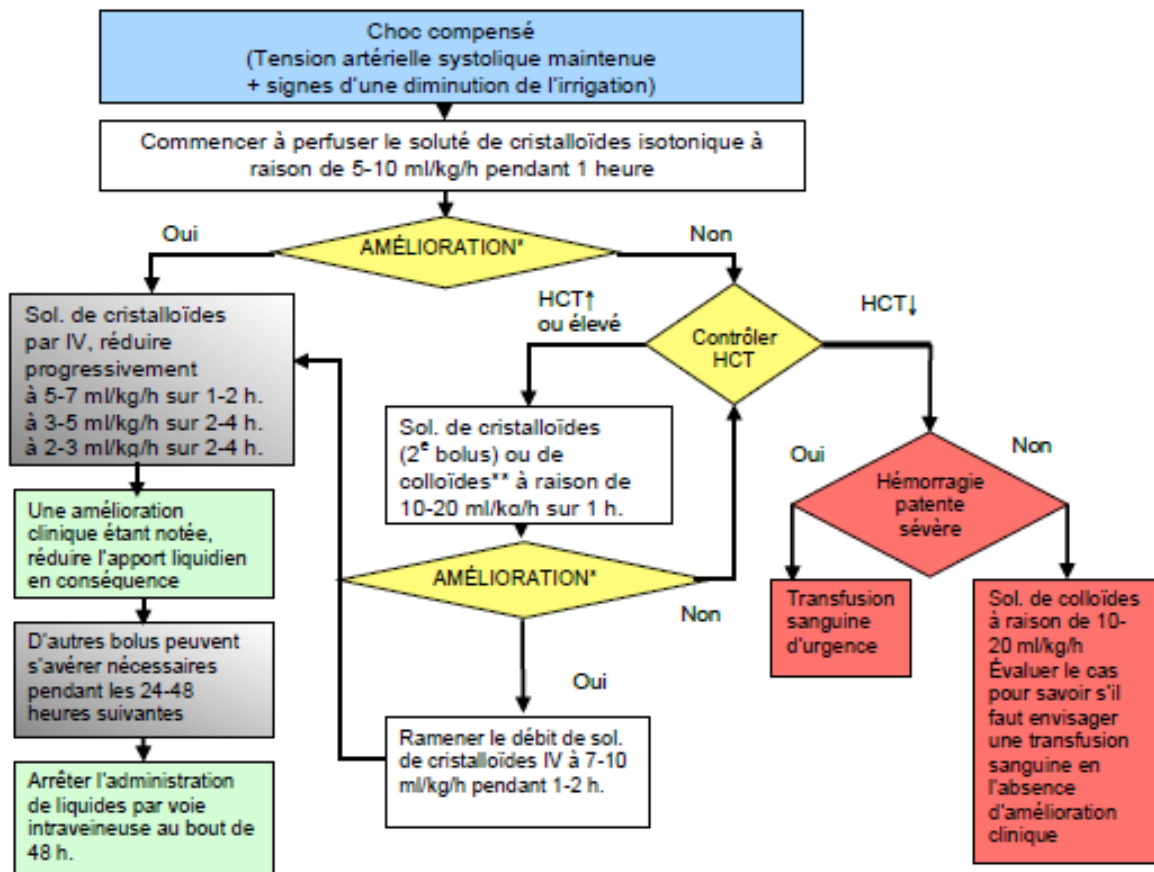 Choc compensé
(Tension artérielle systolique maintenue
+ signes d'une diminution de l'irrigation)
Commencer à perfuser le soluté de cristalloïdes isotonique à
raison de 5-10 ml/kg/h pendant 1 heure
Oui
AMÉLIORATION*
Non
Sol. de cristalloïdes
par IV, réduire
progressivement
à 5-7 ml/kg/h sur 1-2 h.
à 3-5 ml/kg/h sur 2-4 h.
à 2-3 ml/kg/h sur 2-4 h.
HCT↑
ou élevé
Contrôler
HCT
HCT↓
Sol. de cristalloïdes
(2e bolus) ou de
colloïdes** à raison de
10-20 ml/kg/h sur 1 h.
Oui
Hémorragie
patente
sévère
Non
Une amélioration
clinique étant notée,
réduire l'apport liquidien
en conséquence
AMÉLIORATION*
Non
Transfusion
sanguine
d'urgence
Sol. de colloïdes
à raison de 10-
20 ml/kg/h
Évaluer le cas
pour savoir s'il
faut envisager
une transfusion
sanguine en
l'absence
d'amélioration
clinique
D'autres bolus peuvent
s'avérer nécessaires
pendant les 24-48
heures suivantes
Oui
Ramener le débit de sol.
de cristalloïdes IV à 7-10
ml/kg/h pendant 1-2 h.
Arrêter l'administration
de liquides par voie
intraveineuse au bout de
48 h.